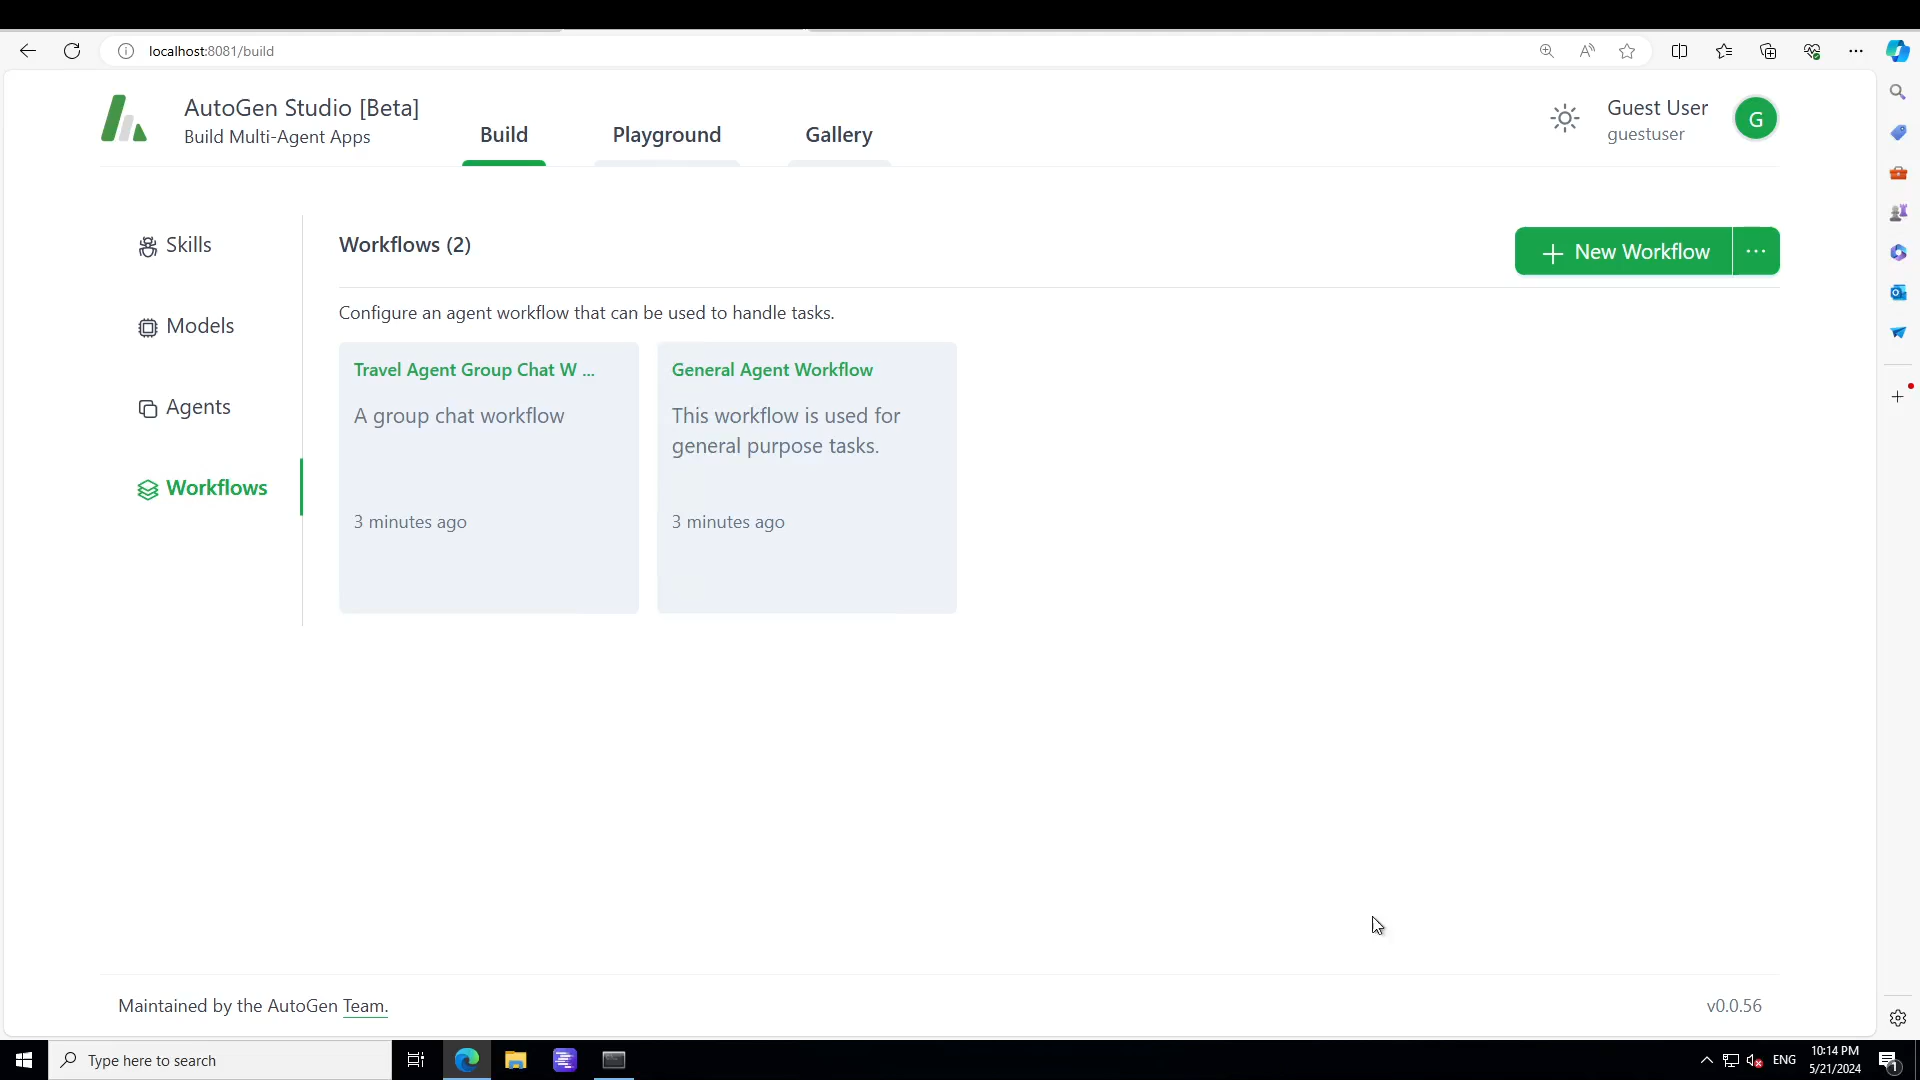 localhost:8081/build
AutoGen Studio [Beta]
Build Multi-Agent Apps
Build
Playground
Gallery
Guest User
guestuser
G
Skills
Models
Agents
Workflows
Workflows (2)
New Workflow
Configure an agent workflow that can be used to handle tasks.
Travel Agent Group Chat W ...
A group chat workflow
3 minutes ago
General Agent Workflow
This workflow is used for
general purpose tasks.
3 minutes ago
Maintained by the AutoGen Team.
v0.0.56
Type here to search
ENG
10:14 PM
5/21/2024
1